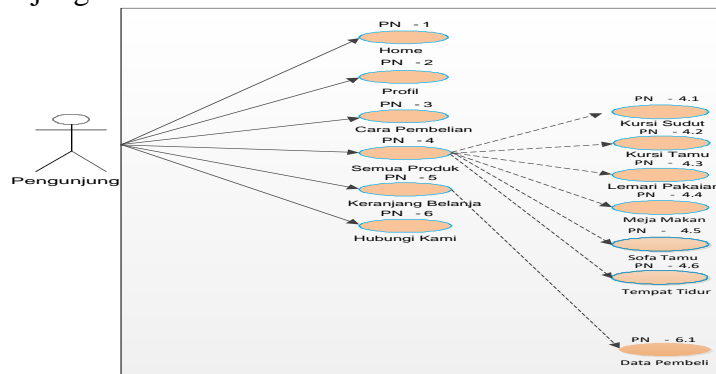 PN - 1
Home
PN - 2
Profil
PN - 3
Cara Pembelian
PN - 4
Semua Produk
PN - 5
Keranjang Belanja
PN - 6
Hubungi Kami
Pengunjung
PN - 4.1
Kursi Sudut
PN - 4.2
Kursi Tamu
PN - 4.3
Lemari Pakaian
PN - 4.4
Meja Makan
PN - 4.5
Sofa Tamu
PN - 4.6
Tempat Tidur
PN - 6.1
Data Pembeli